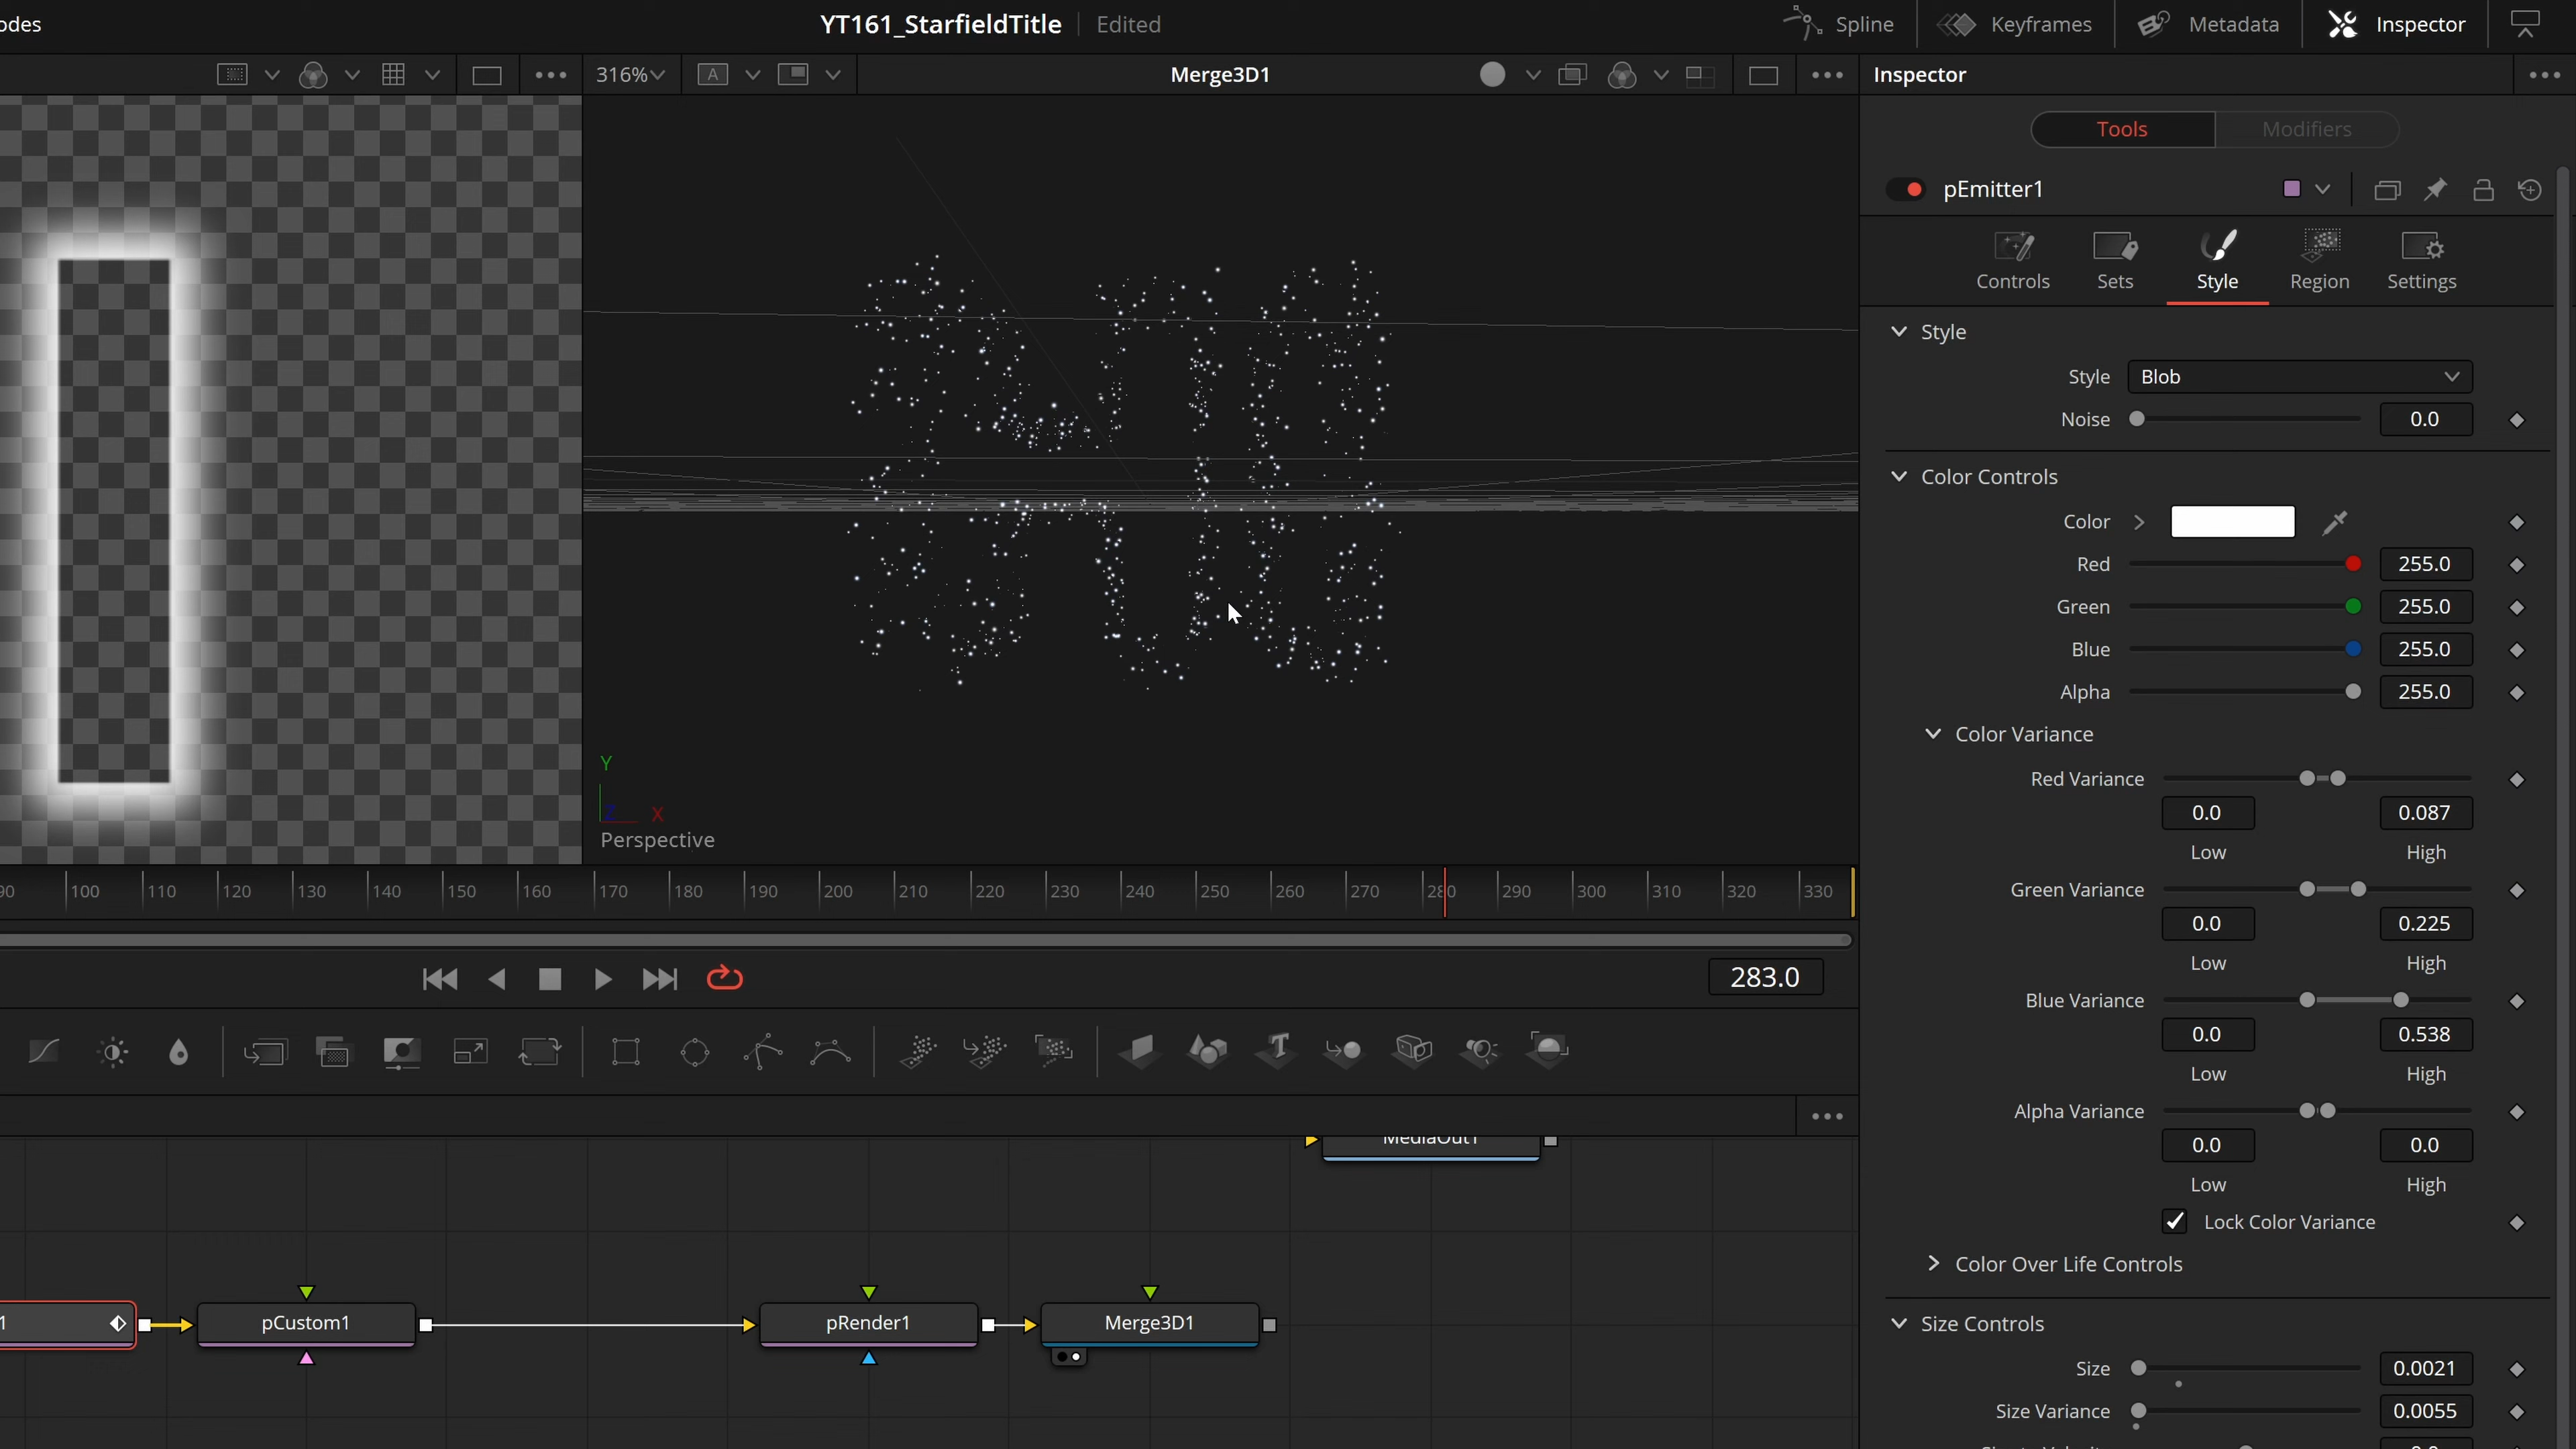 odes
YT161_StarfieldTitle
Edited
Spline
Keyframes
Metadata
Inspector
316%
A
Merge3D1
Inspector
Tools
Modifiers
pEmitter1
Controls
Sets
Style
Region
Settings
Style
Style
Blob
Noise
0.0
Color Controls
Color
Red
255.0
Green
255.0
Blue
255.0
Alpha
255.0
Color Variance
Red Variance
0.0
0.087
Low
High
Green Variance
0.0
0.225
Low
High
Blue Variance
0.0
0.538
Low
High
Alpha Variance
0.0
0.0
Low
High
Lock Color Variance
Color Over Life Controls
Size Controls
Size
0.0021
Size Variance
0.0055
Y
Z
X
Perspective
90 100 110 120 130 140 150 160 170 180 190 200 210 220 230 240 250 260 270 280 290 300 310 320 330
283.0
MediaOut1
1
pCustom1
pRender1
Merge3D1